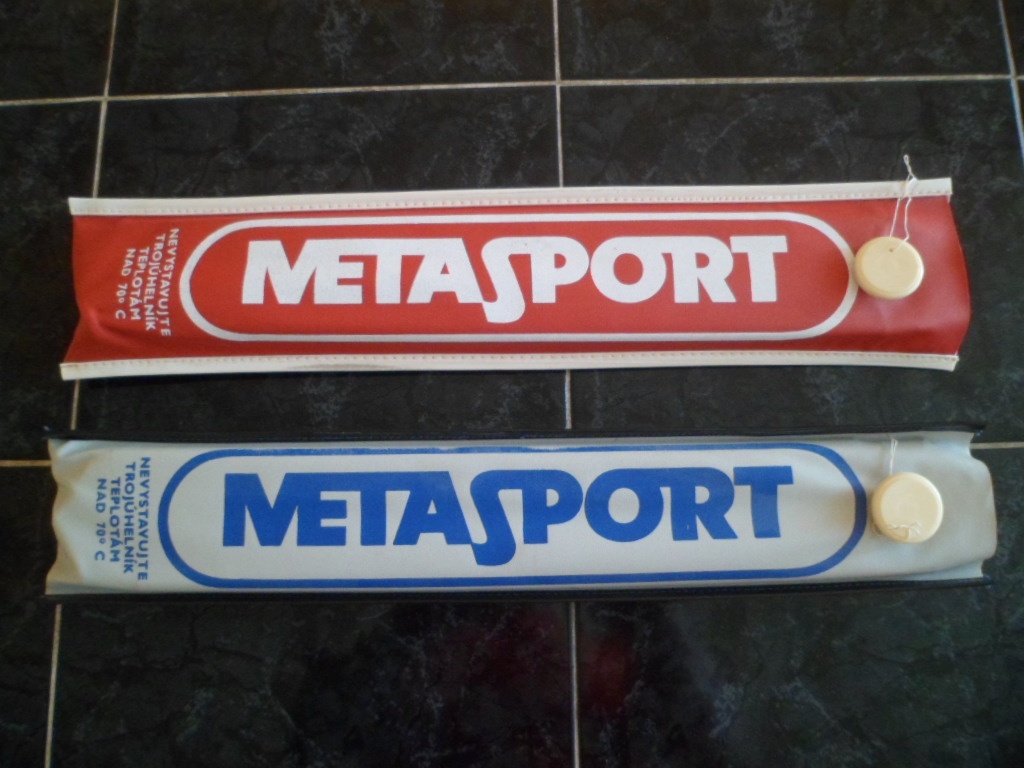 METASPORT
NEVYSTAVUJTE
TROJÚHELNÍK
TEPLOTÁM
NAD 70° C
METASPORT
NEVYSTAVUJTE
TROJÚHELNÍK
TEPLOTÁM
NAD 70° C